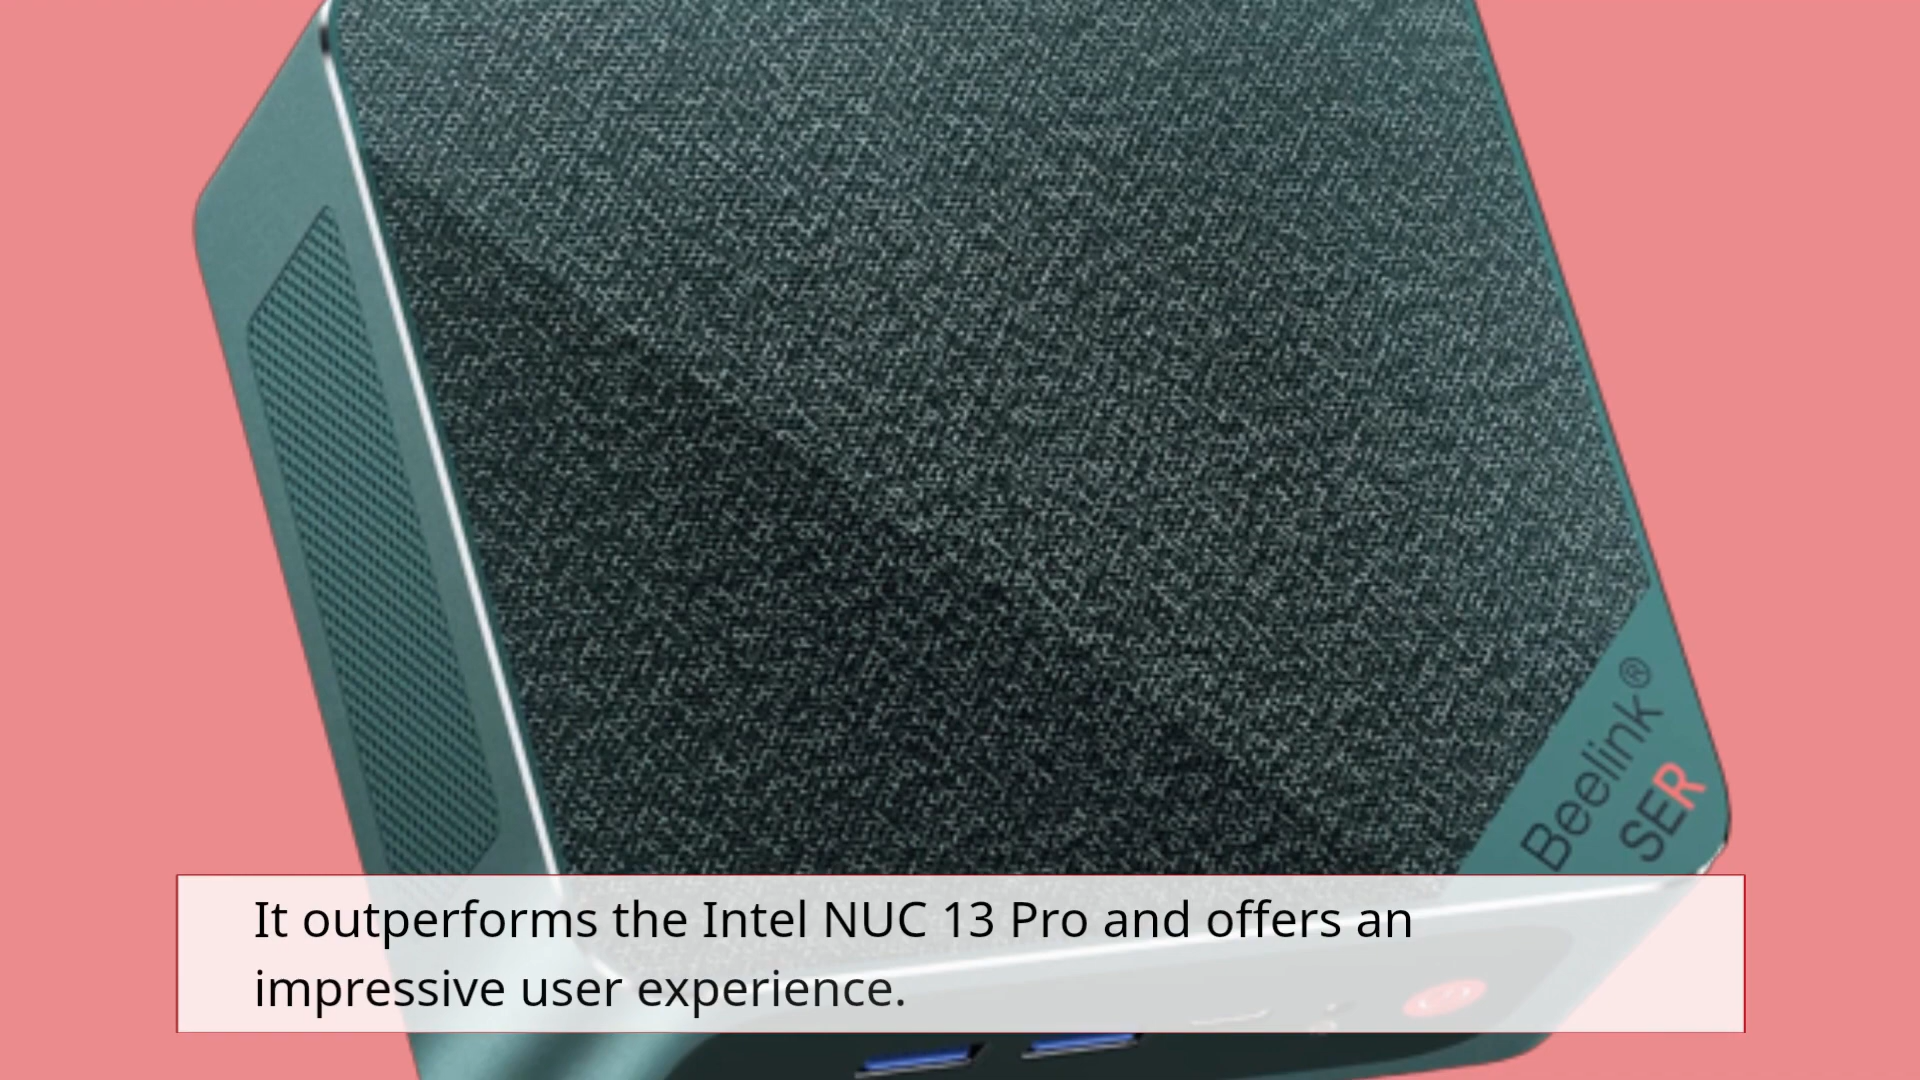 Beelink®
SER
It outperforms the Intel NUC 13 Pro and offers an
impressive user experience.